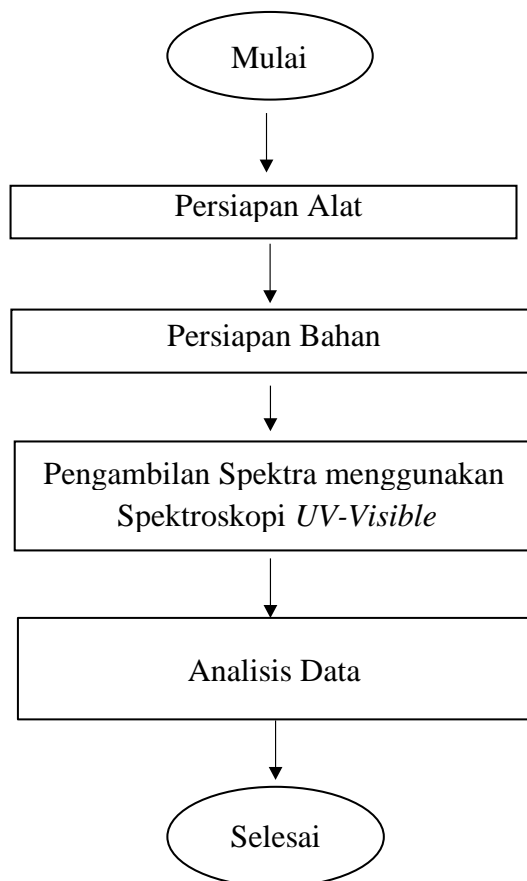 Mulai
Persiapan Alat
Persiapan Bahan
Pengambilan Spektra menggunakan
Spektroskopi UV-Visible
Analisis Data
Selesai